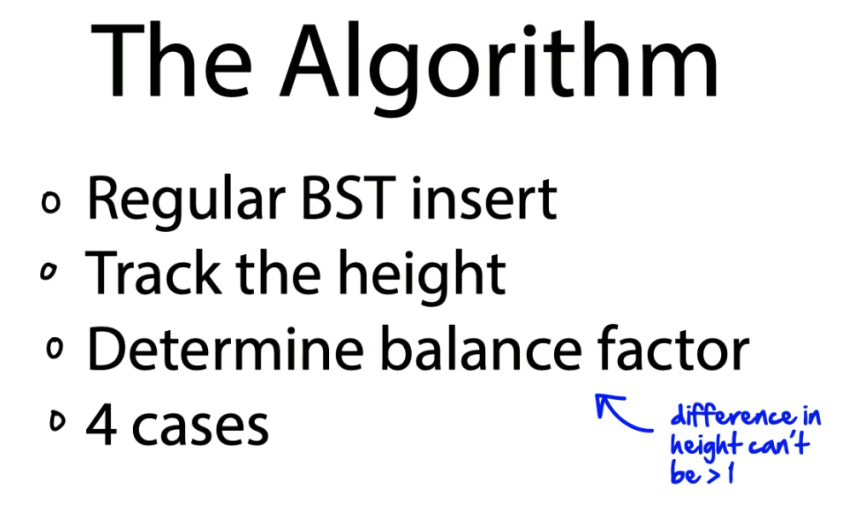 The Algorithm
Regular BST insert
Track the height
Determine balance factor
4 cases
difference in
height can't
be > 1